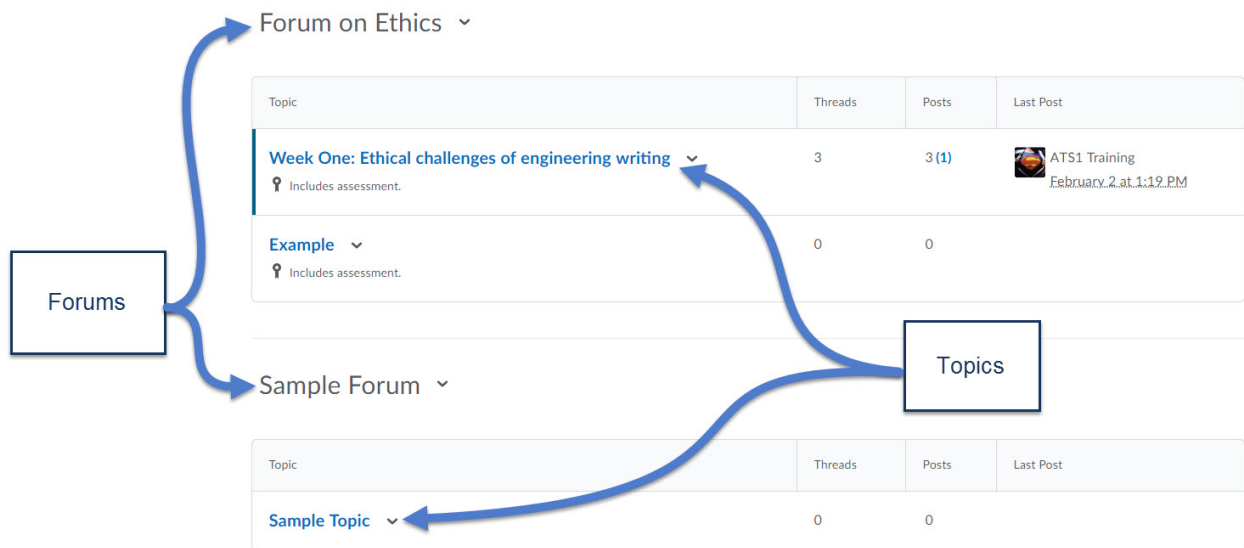 Forum on Ethics
Topic Threads Posts Last Post
Week One: Ethical challenges of engineering writing 3 3 (1) ATS1 Training
Includes assessment. February 2 at 1:19 PM
Example 0 0
Includes assessment.
Forums
Topics
Sample Forum
Topic Threads Posts Last Post
Sample Topic 0 0